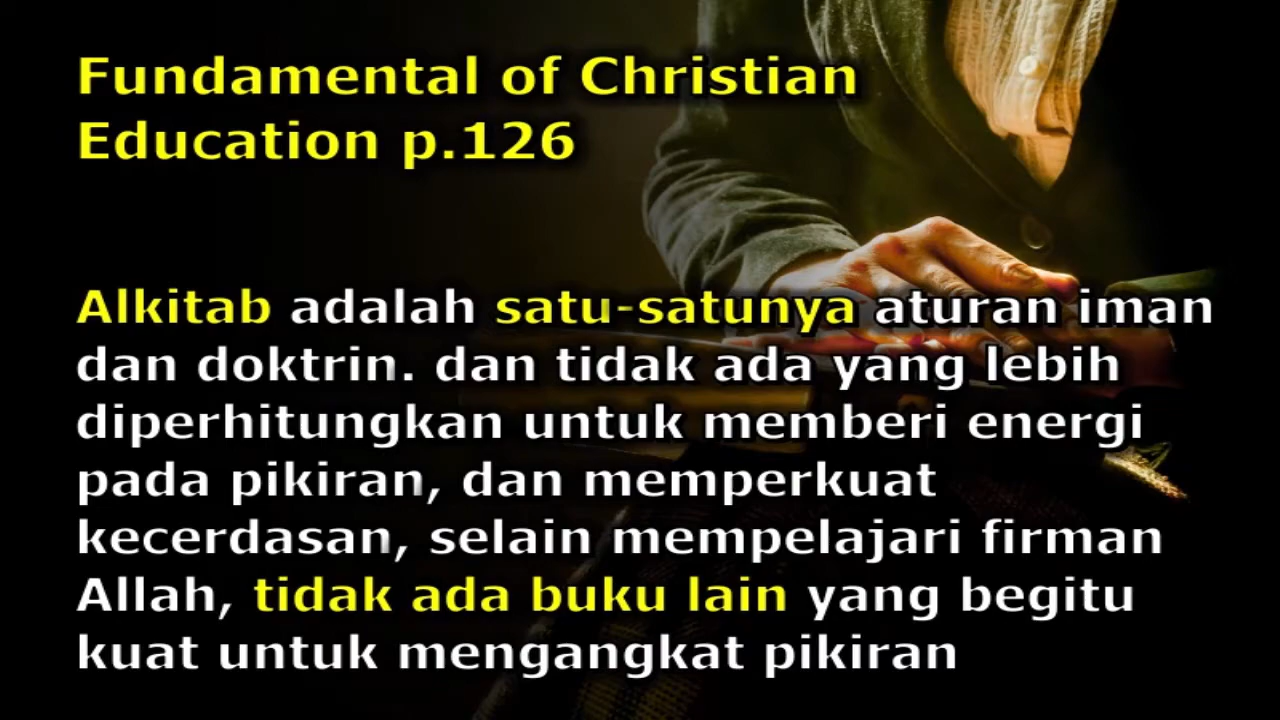 Fundamental of Christian
Education p.126
Alkitab adalah satu-satunya aturan iman
dan doktrin. dan tidak ada yang lebih
diperhitungkan untuk memberi energi
pada pikiran, dan memperkuat
kecerdasan, selain mempelajari firman
Allah, tidak ada buku lain yang begitu
kuat untuk mengangkat pikiran